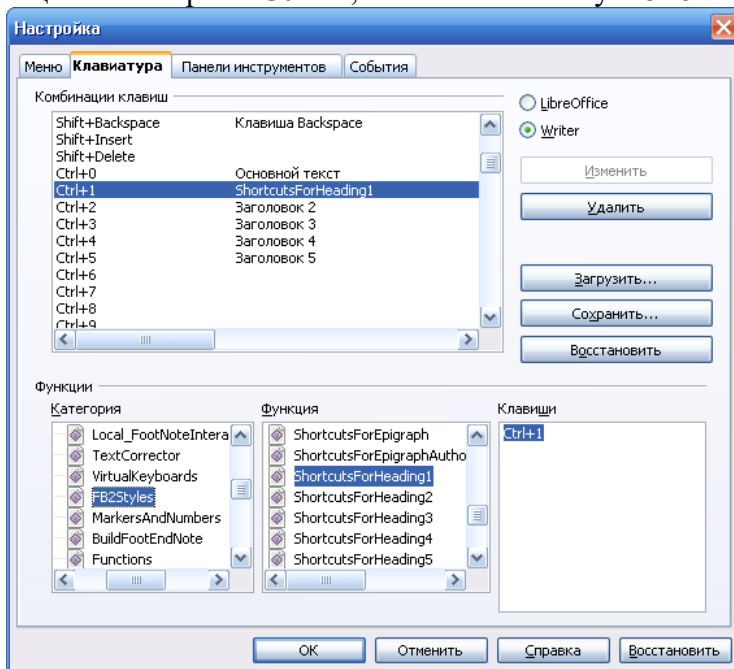 Настройка
Меню Клавиатура Панели инструментов События
Комбинации клавиш
Shift+Backspace Клавиша Backspace
Shift+Insert
Shift+Delete
Ctrl+0 Основной текст
Ctrl+1 ShortcutsForHeading1
Ctrl+2 Заголовок 2
Ctrl+3 Заголовок 3
Ctrl+4 Заголовок 4
Ctrl+5 Заголовок 5
Ctrl+6
Ctrl+7
Ctrl+8
Ctrl+9
LibreOffice
Writer
Изменить
Удалить
Загрузить...
Сохранить...
Восстановить
Функции
Категория
Local_FootNoteIntera
TextCorrector
VirtualKeyboards
FB2Styles
MarkersAndNumbers
BuildFootEndNote
Functions
Функция
ShortcutsForEpigraph
ShortcutsForEpigraphAutho
ShortcutsForHeading1
ShortcutsForHeading2
ShortcutsForHeading3
ShortcutsForHeading4
ShortcutsForHeading5
Клавиши
Ctrl+1
ОК Отменить Справка Восстановить